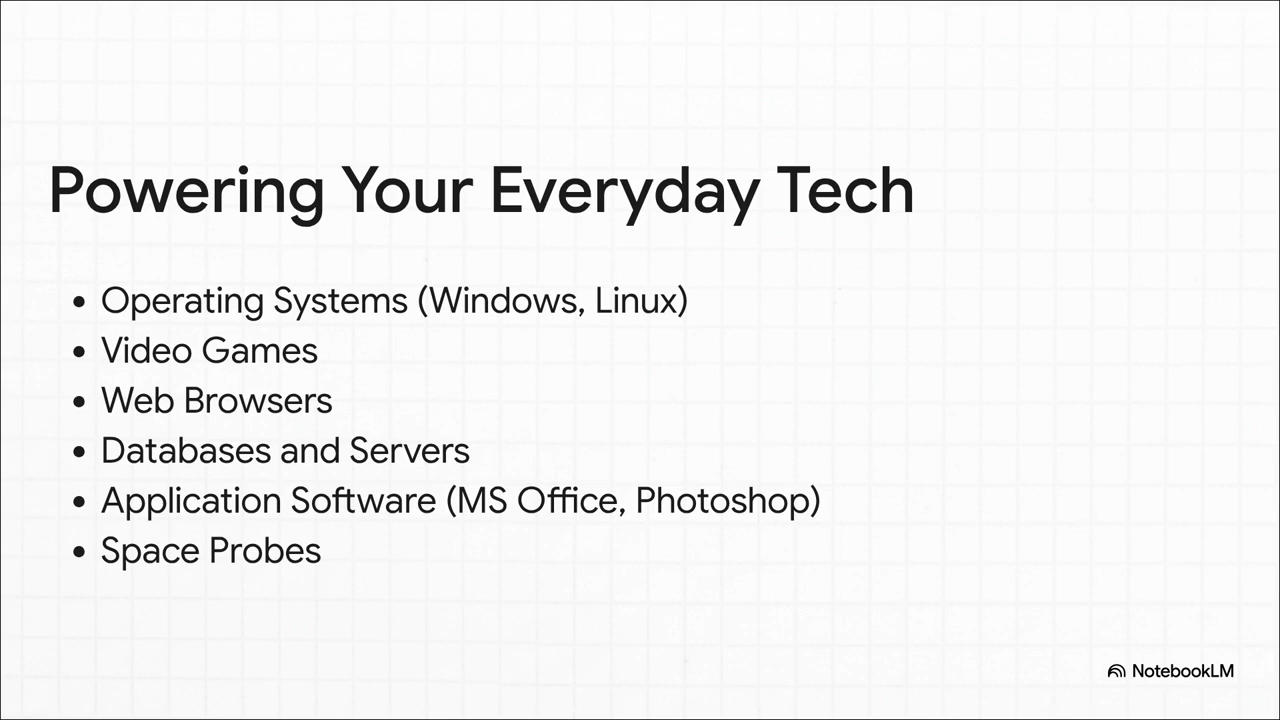 Powering Your Everyday Tech
• Operating Systems (Windows, Linux)
• Video Games
• Web Browsers
• Databases and Servers
• Application Software (MS Office, Photoshop)
• Space Probes
NotebookLM